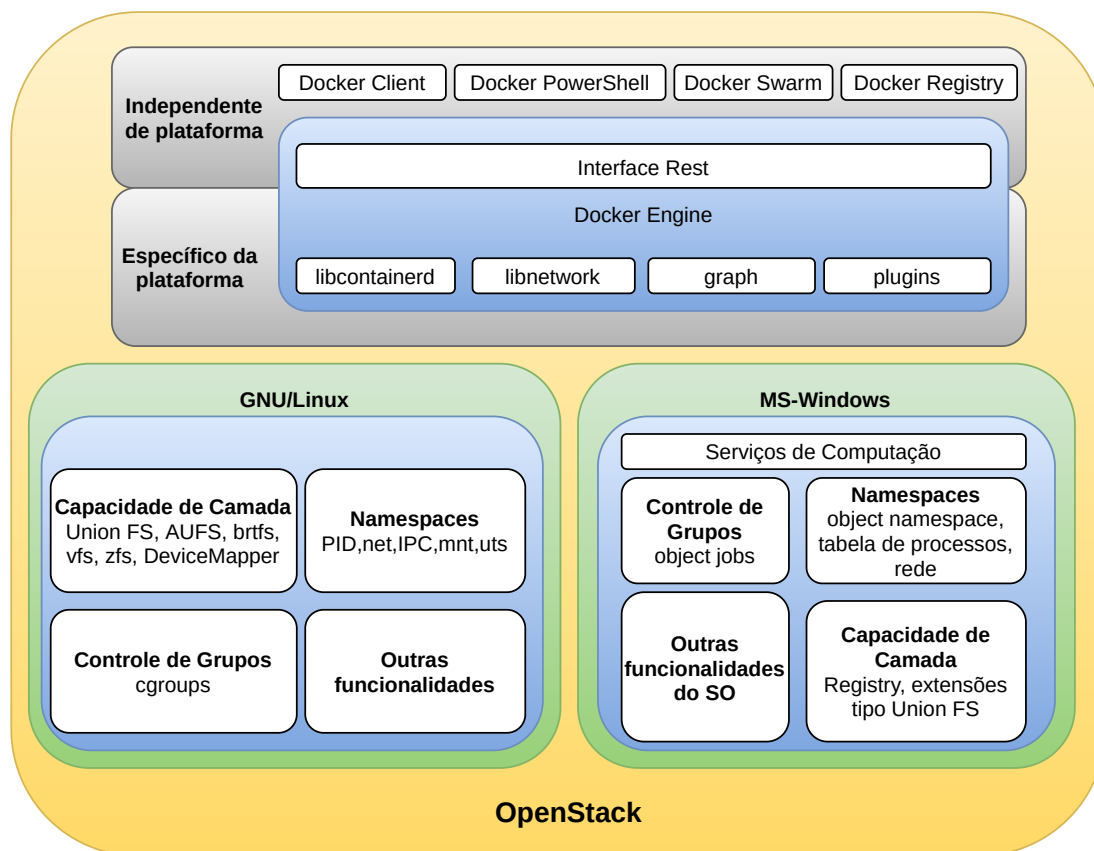 Docker Client
Docker PowerShell
Docker Swarm
Docker Registry
Independente
de plataforma
Interface Rest
Docker Engine
Específico da
plataforma
libcontainerd
libnetwork
graph
plugins
GNU/Linux
Capacidade de Camada
Union FS, AUFS, brtfs,
vfs, zfs, DeviceMapper
Namespaces
PID,net,IPC,mnt,uts
Controle de Grupos
cgroups
Outras
funcionalidades
MS-Windows
Serviços de Computação
Controle de
Grupos
object jobs
Namespaces
object namespace,
tabela de processos,
rede
Outras
funcionalidades
do SO
Capacidade de
Camada
Registry, extensões
tipo Union FS
OpenStack